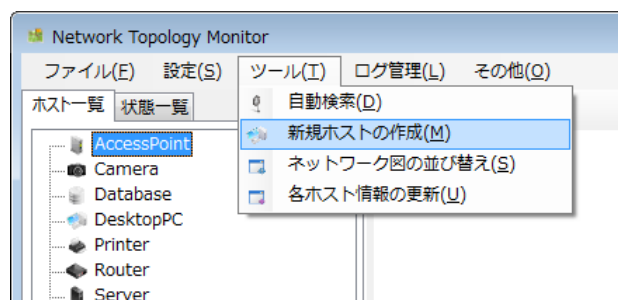 Network Topology Monitor
ファイル(F) 設定(S) ツール(T) ログ管理(L) その他(O)
ホスト一覧 状態一覧
自動検索(D)
新規ホストの作成(M)
ネットワーク図の並び替え(S)
各ホスト情報の更新(U)
AccessPoint
Camera
Database
DesktopPC
Printer
Router
Server